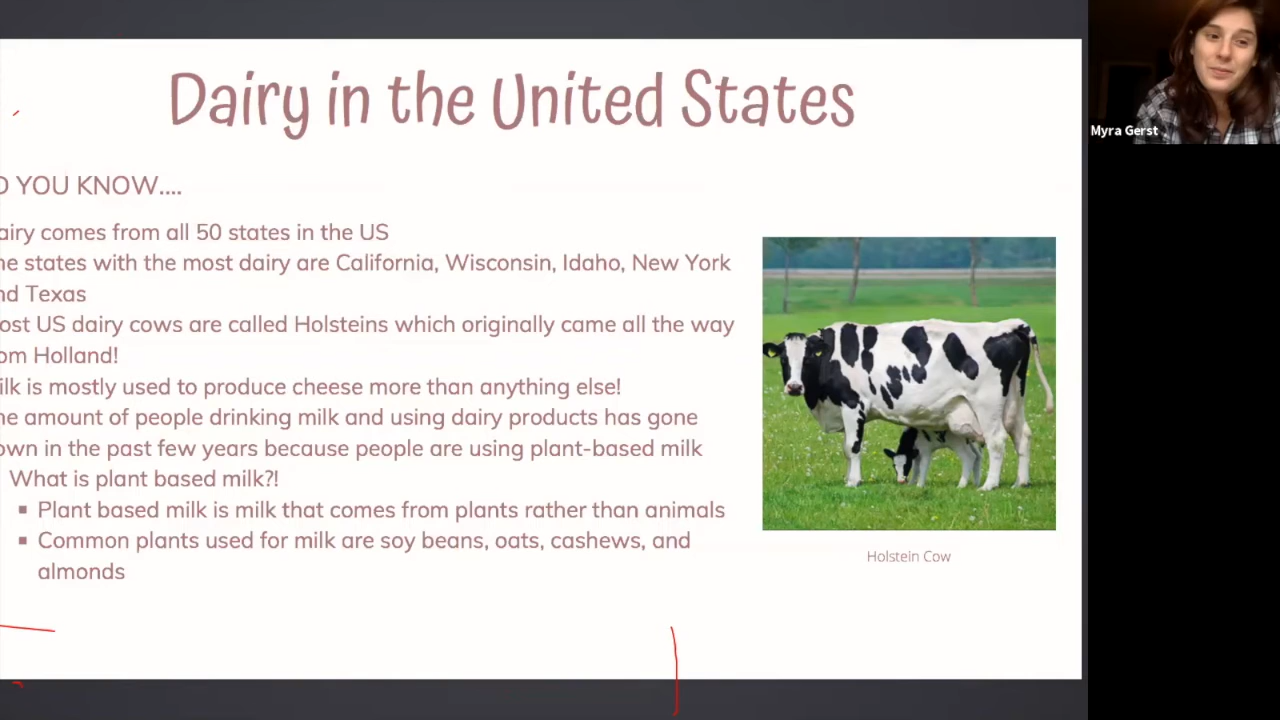 Dairy in the United States
Myra Gerst
D YOU KNOW....
airy comes from all 50 states in the US
he states with the most dairy are California, Wisconsin, Idaho, New York
nd Texas
ost US dairy cows are called Holsteins which originally came all the way
om Holland!
ilk is mostly used to produce cheese more than anything else!
he amount of people drinking milk and using dairy products has gone
own in the past few years because people are using plant-based milk
What is plant based milk?!
▪ Plant based milk is milk that comes from plants rather than animals
▪ Common plants used for milk are soy beans, oats, cashews, and
almonds
Holstein Cow